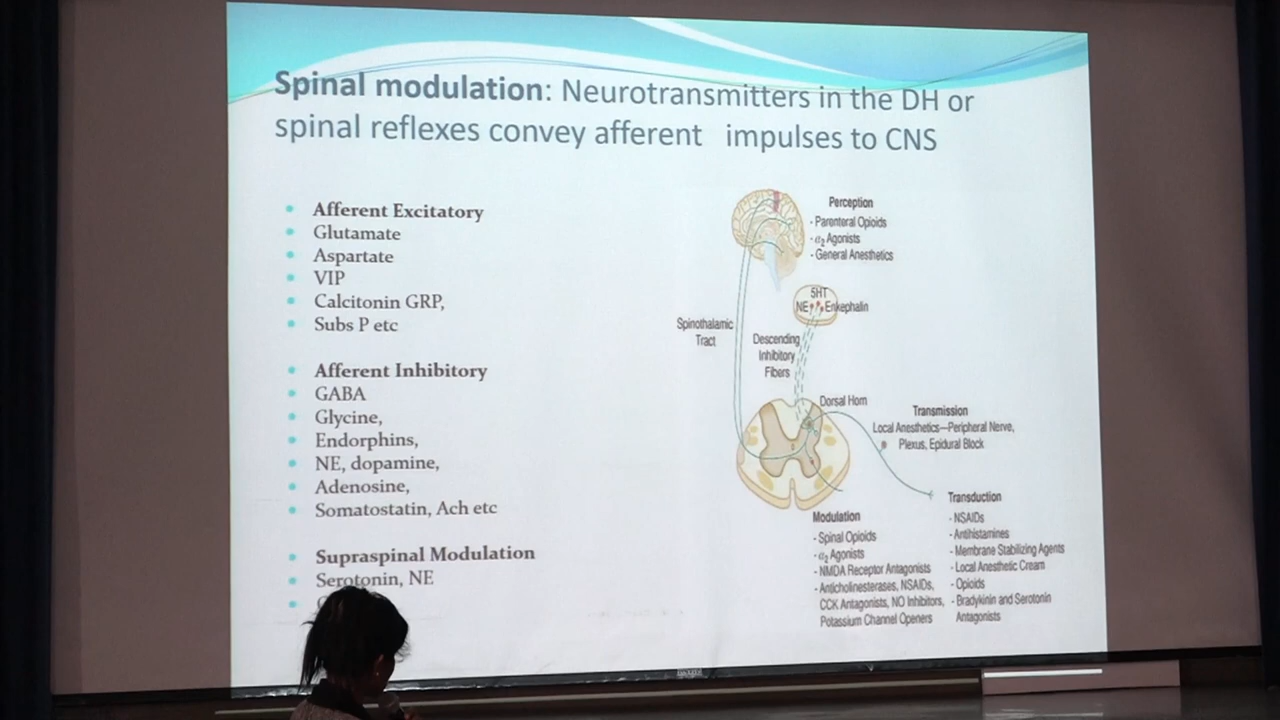 Spinal modulation: Neurotransmitters in the DH or
spinal reflexes convey afferent impulses to CNS
Afferent Excitatory
Glutamate
Aspartate
VIP
Calcitonin GRP,
Subs P etc
Afferent Inhibitory
GABA
Glycine,
Endorphins,
NE, dopamine,
Adenosine,
Somatostatin, Ach etc
Supraspinal Modulation
Serotonin, NE
Perception
- Parenteral Opioids
- α2 Agonists
- General Anesthetics
5HT
NE
Enkephalin
Spinothalamic
Tract
Descending
Inhibitory
Fibers
Dorsal Horn
Transmission
Local Anesthetics—Peripheral Nerve,
Plexus, Epidural Block
Modulation
- Spinal Opioids
- α2 Agonists
- NMDA Receptor Antagonists
- Anticholinesterases, NSAIDs,
CCK Antagonists, NO Inhibitors,
Potassium Channel Openers
Transduction
- NSAIDs
- Antihistamines
- Membrane Stabilizing Agents
- Local Anesthetic Cream
- Opioids
- Bradykinin and Serotonin
Antagonists